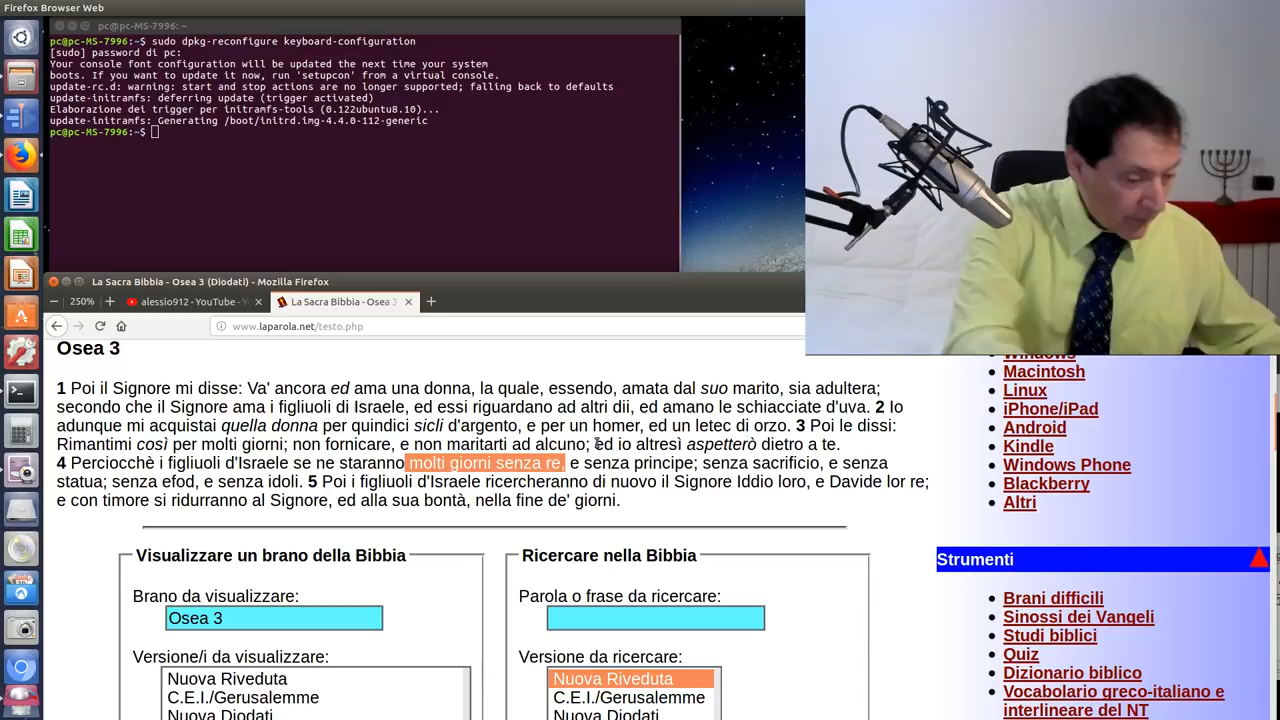 Firefox Browser Web
pc@pc-MS-7996: ~
pc@pc-MS-7996:~$ sudo dpkg-reconfigure keyboard-configuration
[sudo] password di pc:
Your console font configuration will be updated the next time your system
boots. If you want to update it now, run 'setupcon' from a virtual console.
update-rc.d: warning: start and stop actions are no longer supported; falling back to defaults
update-initramfs: deferring update (trigger activated)
Elaborazione dei trigger per initramfs-tools (0.122ubuntu8.10)...
update-initramfs: Generating /boot/initrd.img-4.4.0-112-generic
pc@pc-MS-7996:~$
La Sacra Bibbia - Osea 3 (Diodati) - Mozilla Firefox
250%
alessio912 - YouTube - Y
La Sacra Bibbia - Osea 3
www.laparola.net/testo.php
Osea 3
1 Poi il Signore mi disse: Va' ancora ed ama una donna, la quale, essendo, amata dal suo marito, sia adultera;
secondo che il Signore ama i figliuoli di Israele, ed essi riguardano ad altri dii, ed amano le schiacciate d'uva. 2 Io
adunque mi acquistai quella donna per quindici sicli d'argento, e per un homer, ed un letec di orzo. 3 Poi le dissi:
Rimantimi così per molti giorni; non fornicare, e non maritarti ad alcuno; ed io altresì aspetterò dietro a te.
4 Perciocchè i figliuoli d'Israele se ne staranno molti giorni senza re, e senza principe; senza sacrificio, e senza
statua; senza efod, e senza idoli. 5 Poi i figliuoli d'Israele ricercheranno di nuovo il Signore Iddio loro, e Davide lor re;
e con timore si ridurranno al Signore, ed alla sua bontà, nella fine de' giorni.
Visualizzare un brano della Bibbia
Brano da visualizzare:
Osea 3
Versione/i da visualizzare:
Nuova Riveduta
C.E.I./Gerusalemme
Nuova Diodati
Ricercare nella Bibbia
Parola o frase da ricercare:
Versione da ricercare:
Nuova Riveduta
C.E.I./Gerusalemme
Nuova Diodati
Windows
Macintosh
Linux
iPhone/iPad
Android
Kindle
Windows Phone
Blackberry
Altri
Strumenti
Brani difficili
Sinossi dei Vangeli
Studi biblici
Quiz
Dizionario biblico
Vocabolario greco-italiano e
interlineare del NT